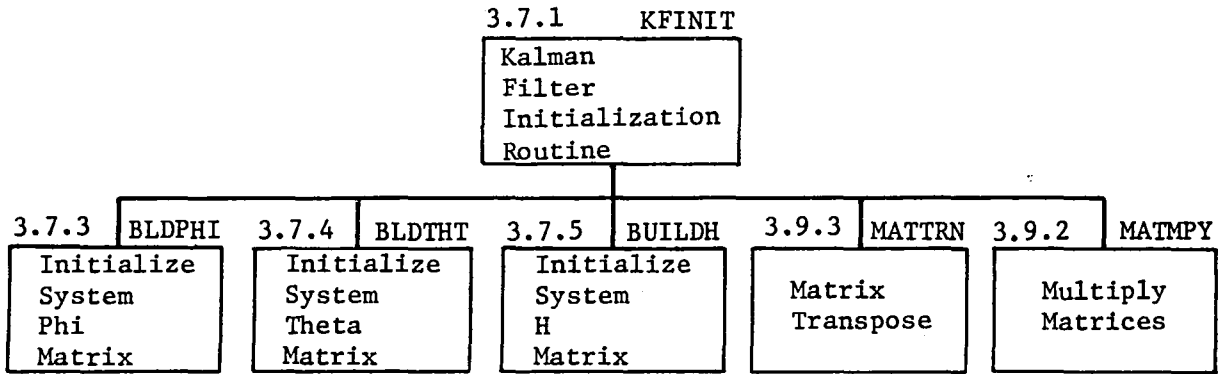 3.7.1 KFINIT
Kalman
Filter
Initialization
Routine
3.7.3 BLDPHI
Initialize
System
Phi
Matrix
3.7.4 BLDTHT
Initialize
System
Theta
Matrix
3.7.5 BUILDH
Initialize
System
H
Matrix
3.9.3 MATTRN
Matrix
Transpose
3.9.2 MATMPY
Multiply
Matrices